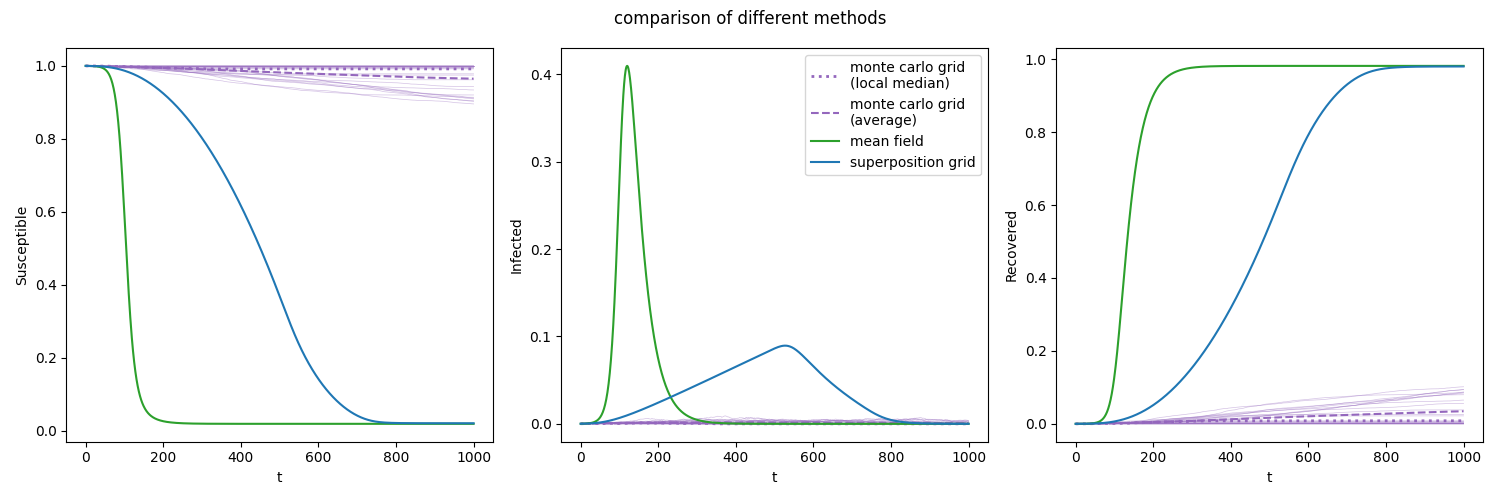 comparison of different methods
Susceptible
1.0
0.8
0.6
0.4
0.2
0.0
0 200 400 600 800 1000
t
Infected
0.4
0.3
0.2
0.1
0.0
0 200 400 600 800 1000
t
monte carlo grid
(local median)
monte carlo grid
(average)
mean field
superposition grid
Recovered
1.0
0.8
0.6
0.4
0.2
0.0
0 200 400 600 800 1000
t